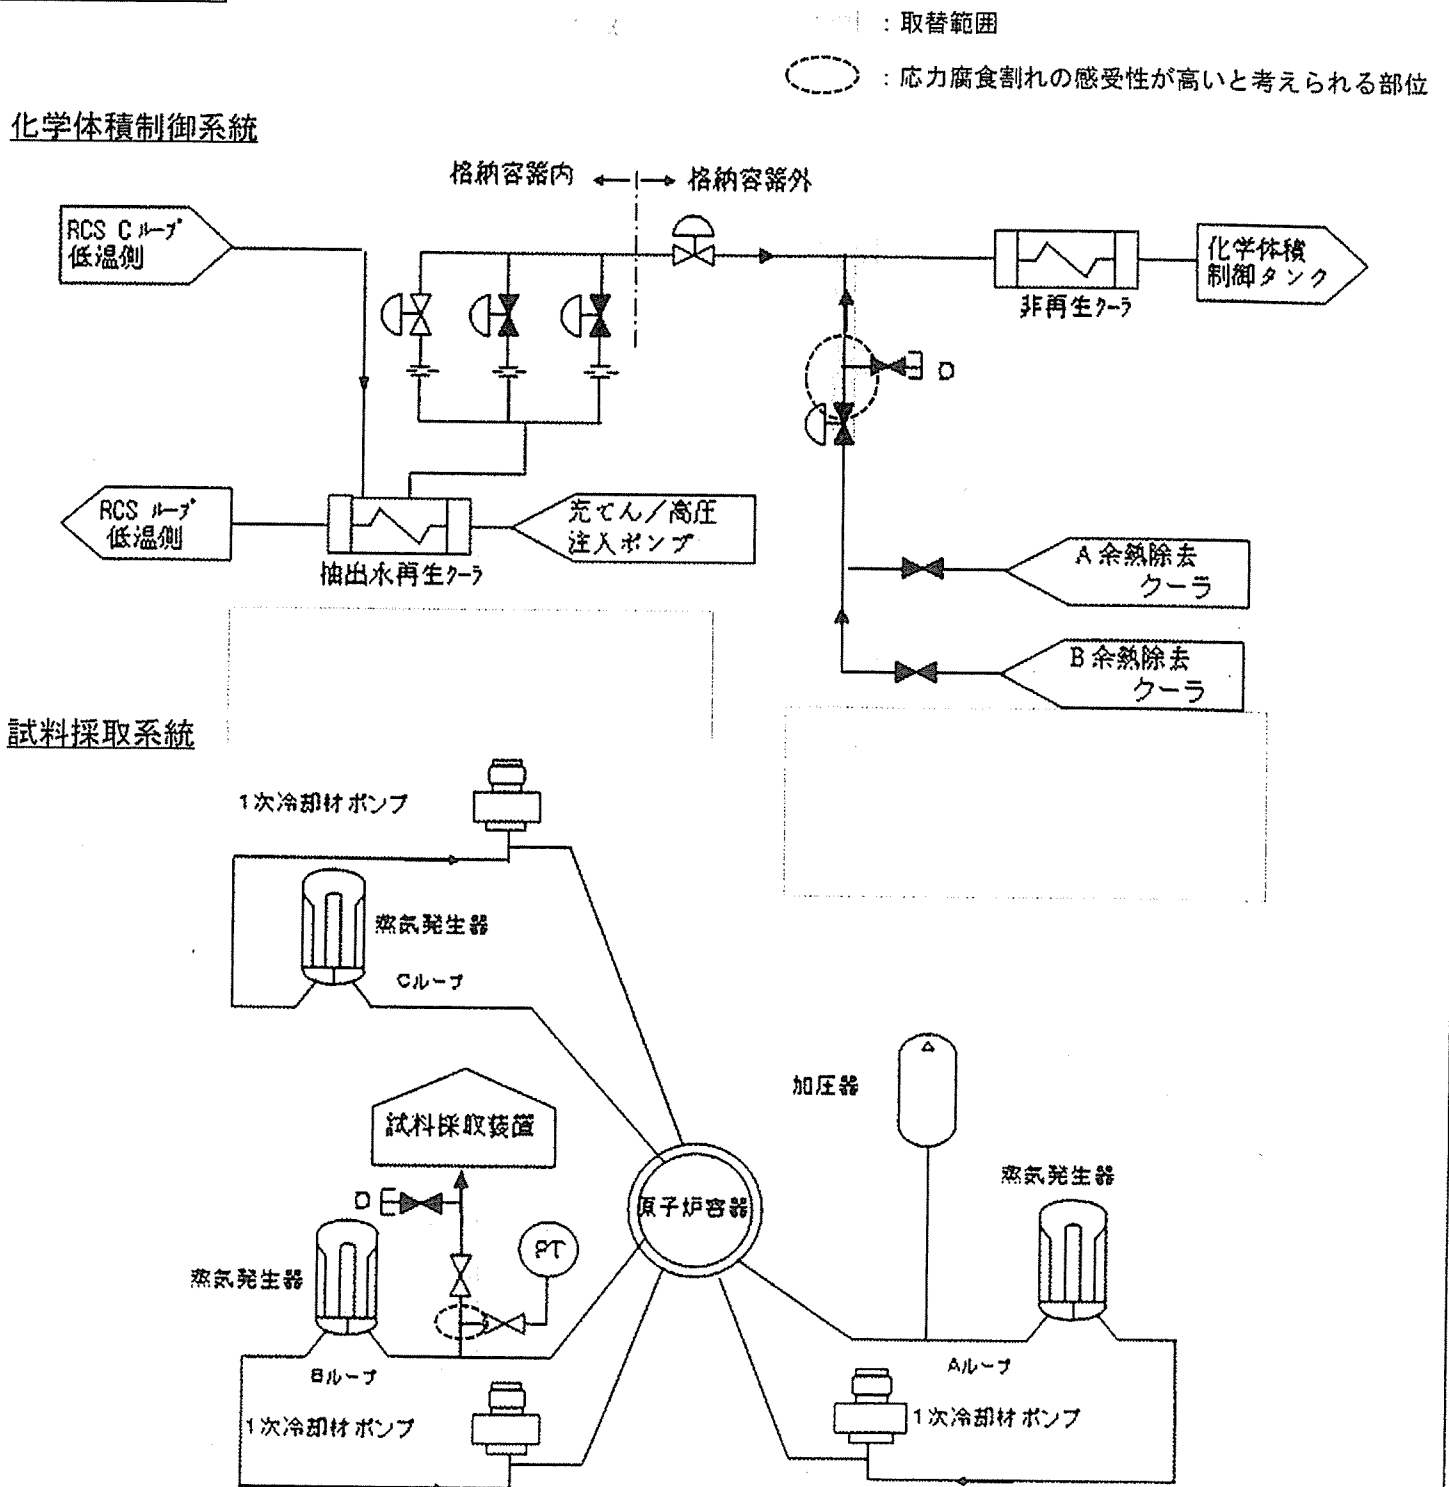 ：取替範囲
：応力腐食割れの感受性が高いと考えられる部位
化学体積制御系統
格納容器内
格納容器外
RCS Cループ
低温側
化学体積
制御タンク
非再生クーラ
D
RCS ループ
低温側
充てん／高圧
注入ポンプ
抽出水再生クーラ
A余熱除去
クーラ
B余熱除去
クーラ
試料採取系統
1次冷却材ポンプ
蒸気発生器
Cループ
加圧器
試料採取装置
蒸気発生器
D
原子炉容器
PT
蒸気発生器
Aループ
Bループ
1次冷却材ポンプ
1次冷却材ポンプ